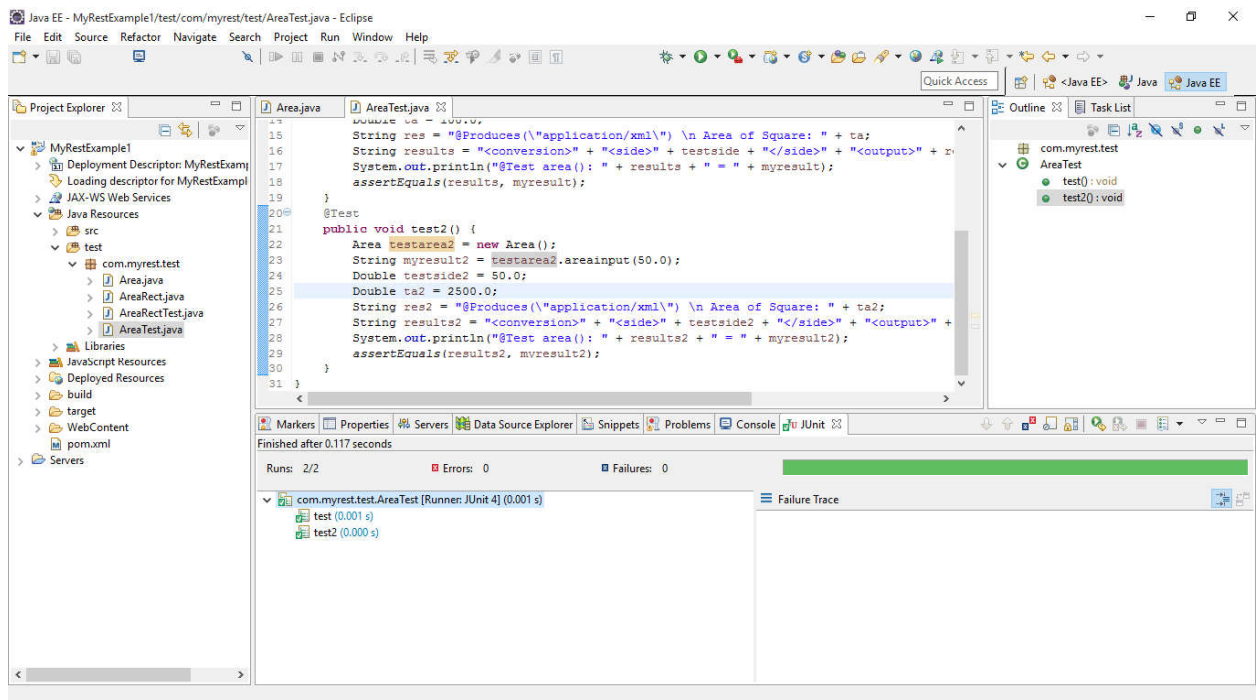 Java EE - MyRestExample1/test/com/myrest/test/AreaTest.java - Eclipse
File Edit Source Refactor Navigate Search Project Run Window Help
Quick Access <Java EE> Java Java EE
Project Explorer
MyRestExample1
Deployment Descriptor: MyRestExamp
Loading descriptor for MyRestExampl
JAX-WS Web Services
Java Resources
src
test
com.myrest.test
Area.java
AreaRect.java
AreaRectTest.java
AreaTest.java
Libraries
JavaScript Resources
Deployed Resources
build
target
WebContent
pom.xml
Servers
Area.java AreaTest.java
14 Double ta = 100.0;
15 String res = "@Produces(\"application/xml\") \n Area of Square: " + ta;
16 String results = "<conversion>" + "<side>" + testside + "</side>" + "<output>" + r
17 System.out.println("@Test area(): " + results + " = " + myresult);
18 assertEquals(results, myresult);
19 }
20 @Test
21 public void test2() {
22 Area testarea2 = new Area();
23 String myresult2 = testarea2.areainput(50.0);
24 Double testside2 = 50.0;
25 Double ta2 = 2500.0;
26 String res2 = "@Produces(\"application/xml\") \n Area of Square: " + ta2;
27 String results2 = "<conversion>" + "<side>" + testside2 + "</side>" + "<output>" +
28 System.out.println("@Test area(): " + results2 + " = " + myresult2);
29 assertEquals(results2, myresult2);
30 }
31 }
Outline Task List
com.myrest.test
AreaTest
test() : void
test2() : void
Markers Properties Servers Data Source Explorer Snippets Problems Console JUnit
Finished after 0.117 seconds
Runs: 2/2 Errors: 0 Failures: 0
com.myrest.test.AreaTest [Runner: JUnit 4] (0.001 s)
test (0.001 s)
test2 (0.000 s)
Failure Trace